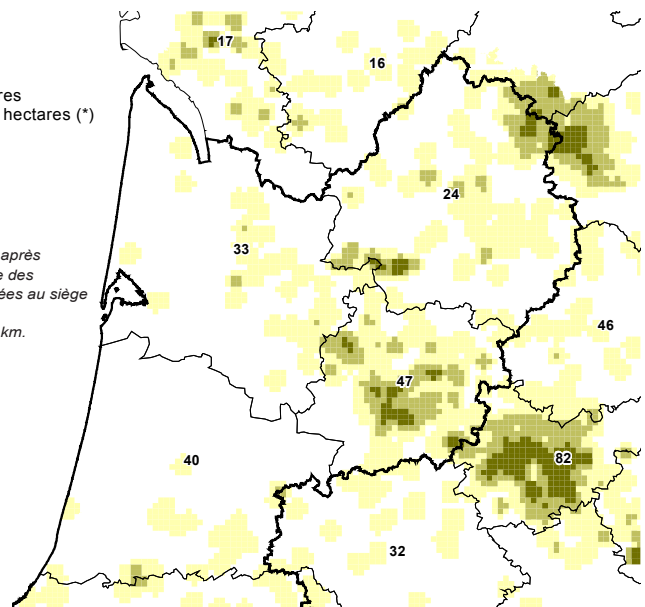 17
16
res
hectares (*)
24
33
après
e des
ées au siège
km.
46
47
40
82
32